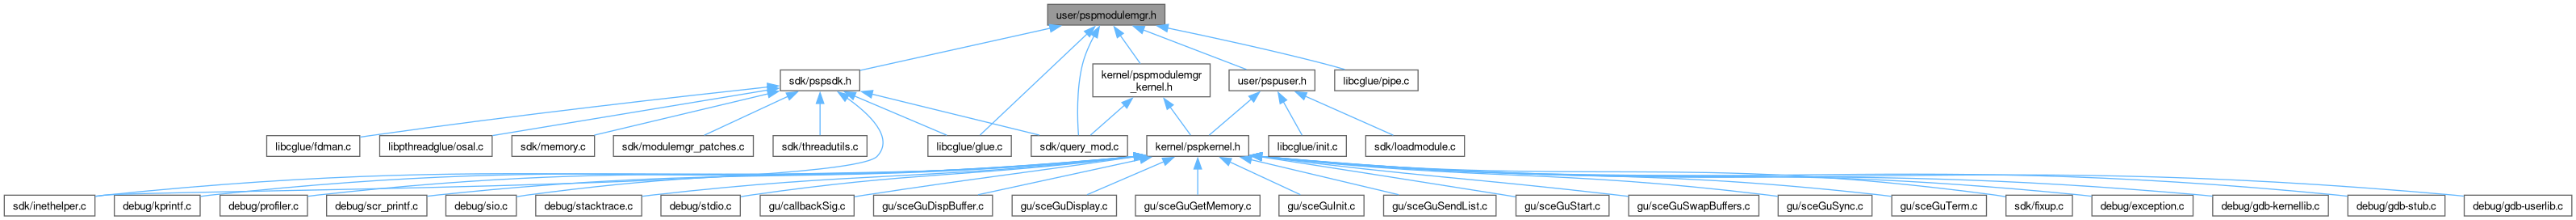 user/pspmodulemgr.h
sdk/pspsdk.h
kernel/pspmodulemgr
_kernel.h
user/pspuser.h
libcglue/pipe.c
libcglue/fdman.c
libpthreadglue/osal.c
sdk/memory.c
sdk/modulemgr_patches.c
sdk/threadutils.c
libcglue/glue.c
sdk/query_mod.c
kernel/pspkernel.h
libcglue/init.c
sdk/loadmodule.c
sdk/inethelper.c
debug/kprintf.c
debug/profiler.c
debug/scr_printf.c
debug/sio.c
debug/stacktrace.c
debug/stdio.c
gu/callbackSig.c
gu/sceGuDispBuffer.c
gu/sceGuDisplay.c
gu/sceGuGetMemory.c
gu/sceGuInit.c
gu/sceGuSendList.c
gu/sceGuStart.c
gu/sceGuSwapBuffers.c
gu/sceGuSync.c
gu/sceGuTerm.c
sdk/fixup.c
debug/exception.c
debug/gdb-kernellib.c
debug/gdb-stub.c
debug/gdb-userlib.c